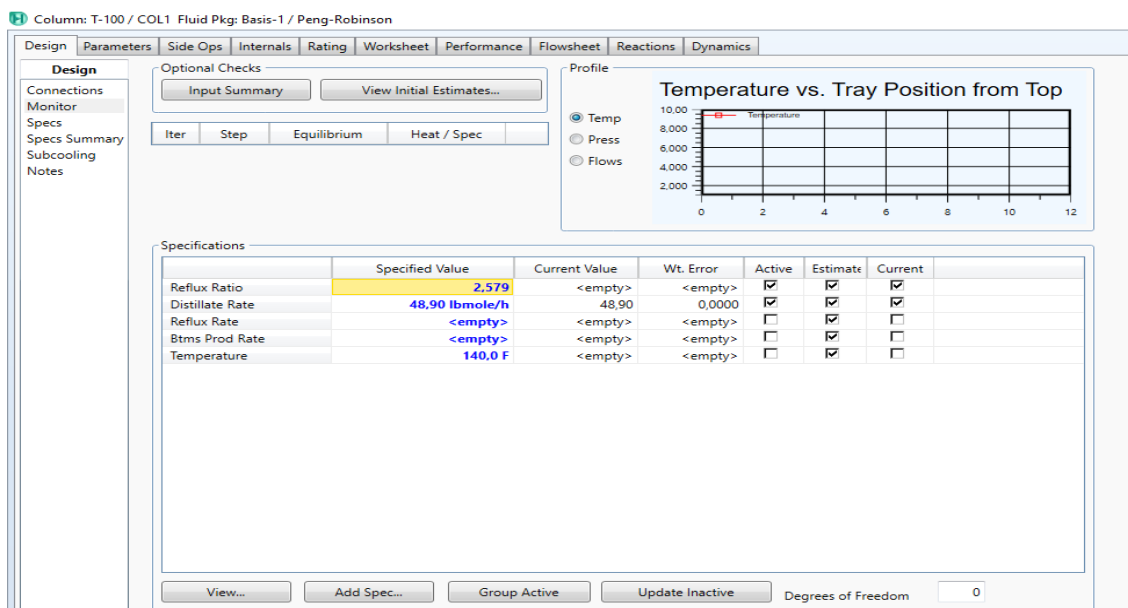 Column: T-100 / COL1 Fluid Pkg: Basis-1 / Peng-Robinson
Design Parameters Side Ops Internals Rating Worksheet Performance Flowsheet Reactions Dynamics
Design
Connections
Monitor
Specs
Specs Summary
Subcooling
Notes
Optional Checks
Input Summary View Initial Estimates...
Iter Step Equilibrium Heat / Spec
Profile
Temp
Press
Flows
Temperature vs. Tray Position from Top
Temperature
10,00
8,000
6,000
4,000
2,000
0 2 4 6 8 10 12
Specifications
Specified Value Current Value Wt. Error Active Estimate Current
Reflux Ratio 2,579 <empty> <empty>
Distillate Rate 48,90 lbmole/h 48,90 0,0000
Reflux Rate <empty> <empty> <empty>
Btms Prod Rate <empty> <empty> <empty>
Temperature 140,0 F <empty> <empty>
View... Add Spec... Group Active Update Inactive Degrees of Freedom 0